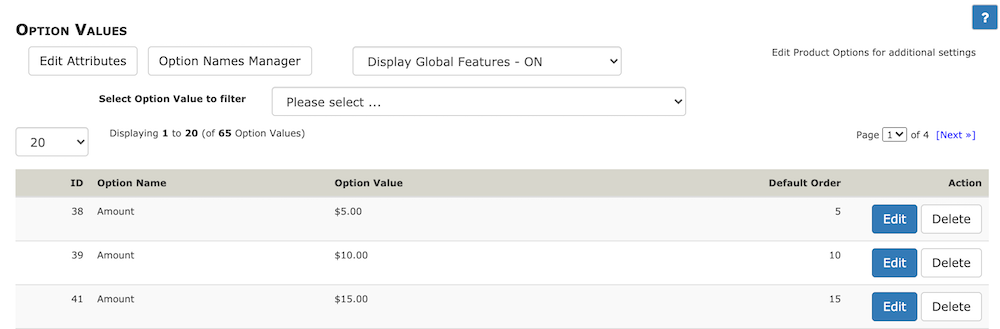 ?
OPTION VALUES
Edit Attributes Option Names Manager Display Global Features - ON Edit Product Options for additional settings
Select Option Value to filter Please select ...
20 Displaying 1 to 20 (of 65 Option Values) Page 1 of 4 [Next »]
ID Option Name Option Value Default Order Action
38 Amount $5.00 5 Edit Delete
39 Amount $10.00 10 Edit Delete
41 Amount $15.00 15 Edit Delete